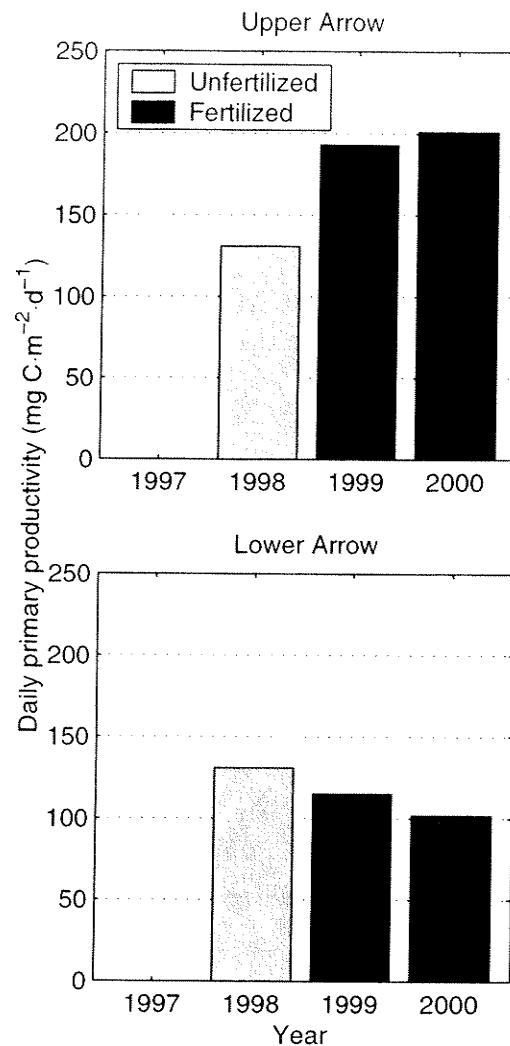 Upper Arrow
250
Unfertilized
200
Fertilized
150
100
50
0
1997 1998 1999 2000
Daily primary productivity (mg C·m⁻²·d⁻¹)
Lower Arrow
250
200
150
100
50
0
1997 1998 1999 2000
Year